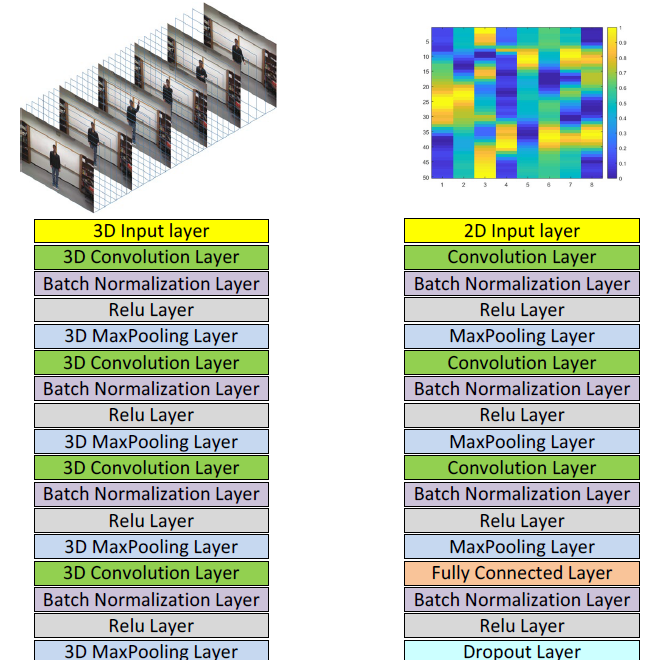 1
0.9
0.8
0.7
0.6
0.5
0.4
0.3
0.2
0.1
0
5
10
15
20
25
30
35
40
45
50
1 2 3 4 5 6 7 8
3D Input layer
3D Convolution Layer
Batch Normalization Layer
Relu Layer
3D MaxPooling Layer
3D Convolution Layer
Batch Normalization Layer
Relu Layer
3D MaxPooling Layer
3D Convolution Layer
Batch Normalization Layer
Relu Layer
3D MaxPooling Layer
3D Convolution Layer
Batch Normalization Layer
Relu Layer
3D MaxPooling Layer
2D Input layer
Convolution Layer
Batch Normalization Layer
Relu Layer
MaxPooling Layer
Convolution Layer
Batch Normalization Layer
Relu Layer
MaxPooling Layer
Convolution Layer
Batch Normalization Layer
Relu Layer
MaxPooling Layer
Fully Connected Layer
Batch Normalization Layer
Relu Layer
Dropout Layer